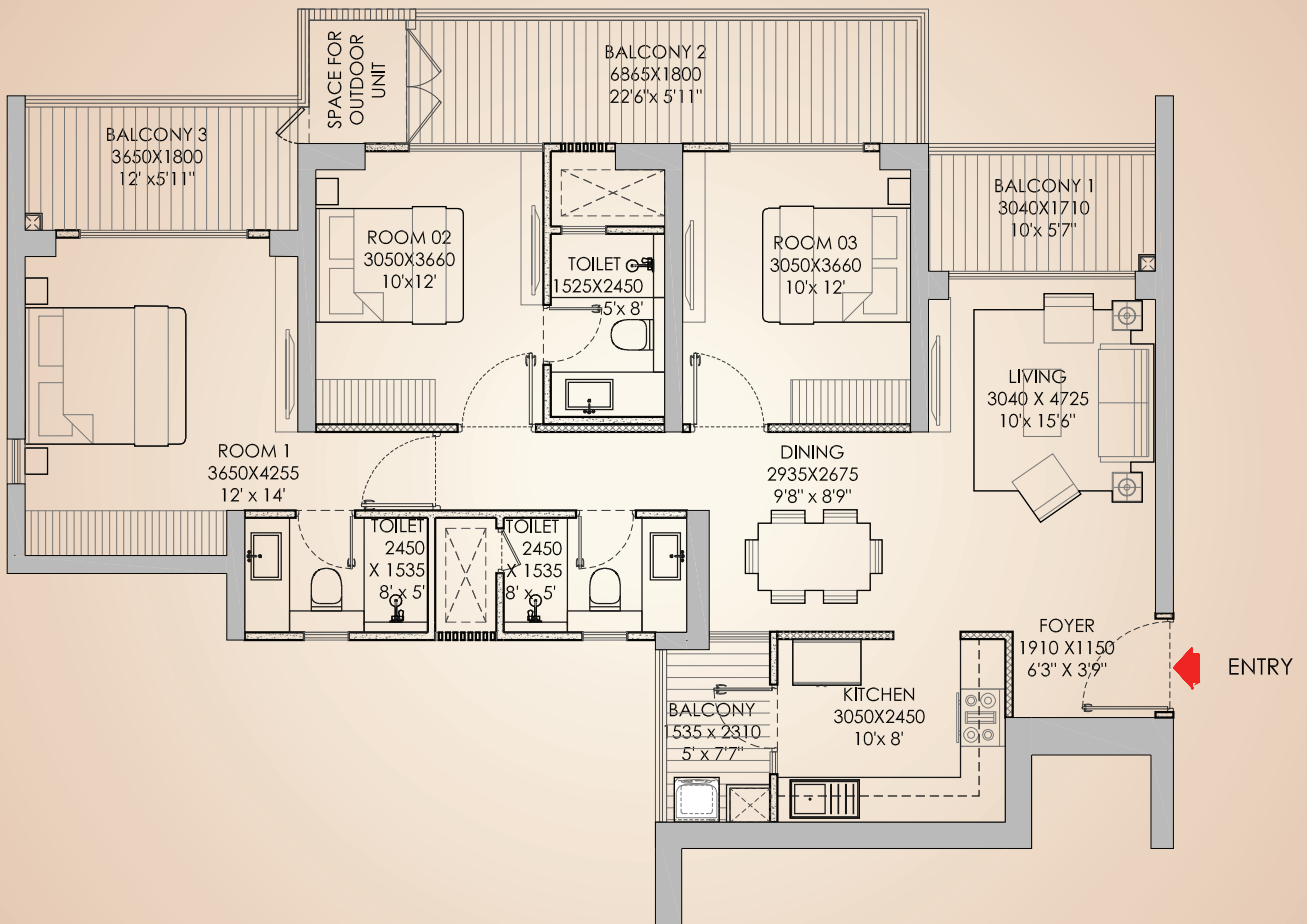 SPACE FOR
OUTDOOR
UNIT
BALCONY 2
6865X1800
22'6"x 5'11"
BALCONY 3
3650X1800
12' x5'11"
BALCONY 1
3040X1710
10'x 5'7"
ROOM 02
3050X3660
10'x12'
TOILET
1525X2450
5'x 8'
ROOM 03
3050X3660
10'x 12'
LIVING
3040 X 4725
10'x 15'6"
ROOM 1
3650X4255
12' x 14'
DINING
2935X2675
9'8" x 8'9"
TOILET
2450
X 1535
8' x 5'
TOILET
2450
X 1535
8' x 5'
FOYER
1910 X1150
6'3" X 3'9"
ENTRY
KITCHEN
3050X2450
10'x 8'
BALCONY
1535 x 2310
5' x 7'7"